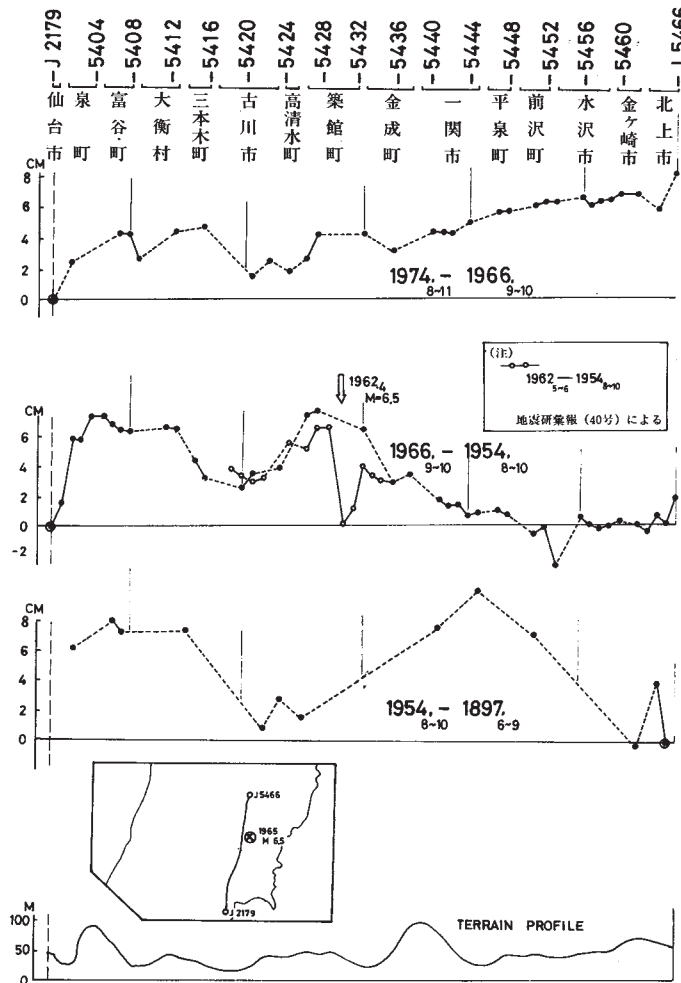 J 2179
5404
5408
5412
5416
5420
5424
5428
5432
5436
5440
5444
5448
5452
5456
5460
J 5466
仙台市
泉町
富谷・町
大衡村
三本木町
古川市
高清水町
築館町
金成町
一関市
平泉町
前沢町
水沢市
金ヶ崎市
北上市
CM
8
6
4
2
0
1974. – 1966.
8~11 9~10
(注)
1962 — 1954
5~6 8~10
地震研彙報 (40号) による
1962.4
M=6.5
CM
6
4
2
0
-2
1966. – 1954.
9~10 8~10
CM
8
6
4
2
0
1954. – 1897.
8~10 6~9
J 5466
1965
M 6.5
J 2179
M
100
50
0
TERRAIN PROFILE